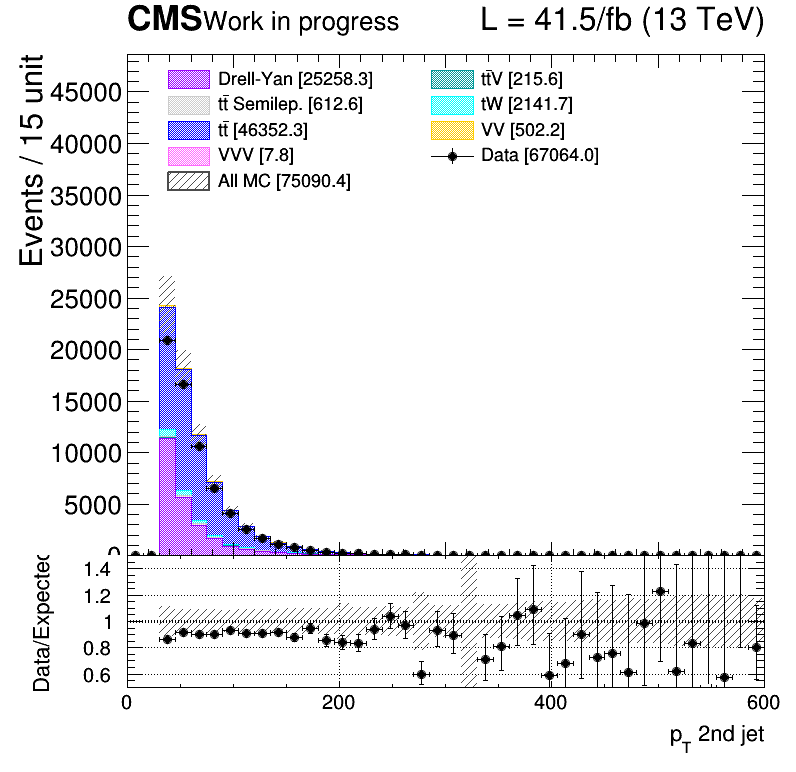 CMS Work in progress L = 41.5/fb (13 TeV)
Events / 15 unit
45000
40000
35000
30000
25000
20000
15000
10000
5000
0
Drell-Yan [25258.3]
tt̄ Semilep. [612.6]
tt̄ [46352.3]
VVV [7.8]
All MC [75090.4]
tt̄V [215.6]
tW [2141.7]
VV [502.2]
Data [67064.0]
Data/Expected
1.4
1.2
1
0.8
0.6
0 200 400 600
p_T 2nd jet